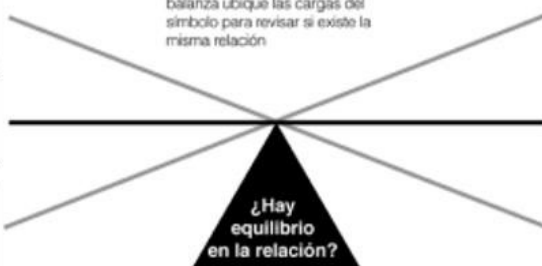 balanza ubique las cargas del
símbolo para revisar si existe la
misma relación
¿Hay
equilibrio
en la relación?